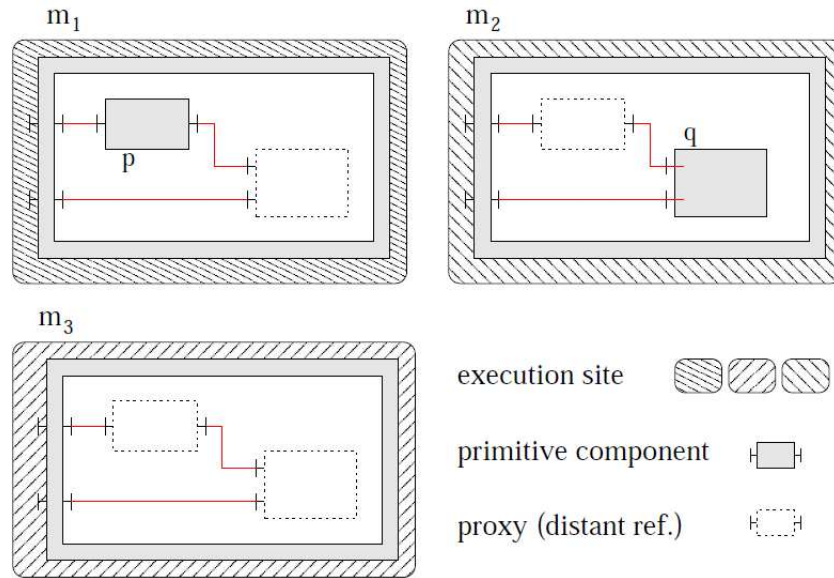 m1
m2
p
q
m3
execution site
primitive component
proxy (distant ref.)